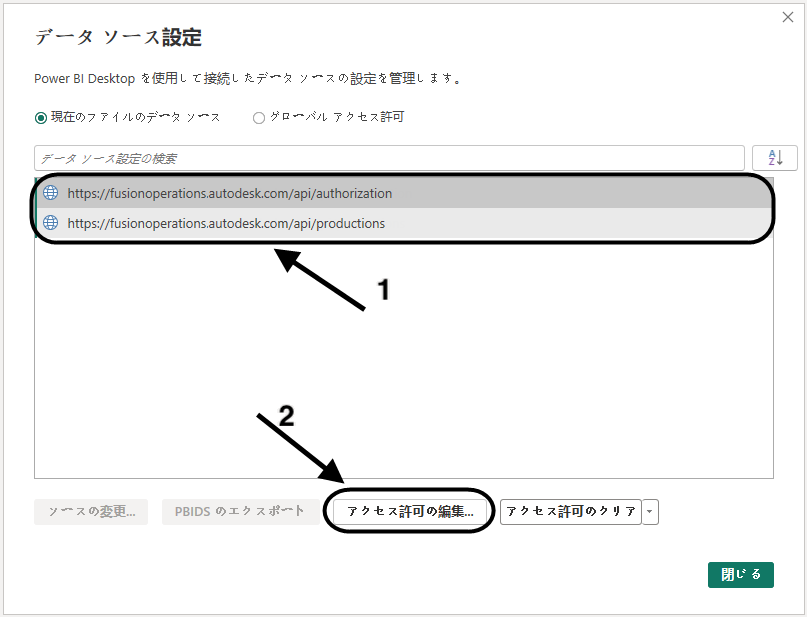 データ ソース設定
Power BI Desktop を使用して接続したデータ ソースの設定を管理します。
現在のファイルのデータ ソース グローバル アクセス許可
データ ソース設定の検索 AZ↓
https://fusionoperations.autodesk.com/api/authorization
https://fusionoperations.autodesk.com/api/productions
1
2
ソースの変更... PBIDS のエクスポート アクセス許可の編集... アクセス許可のクリア
閉じる